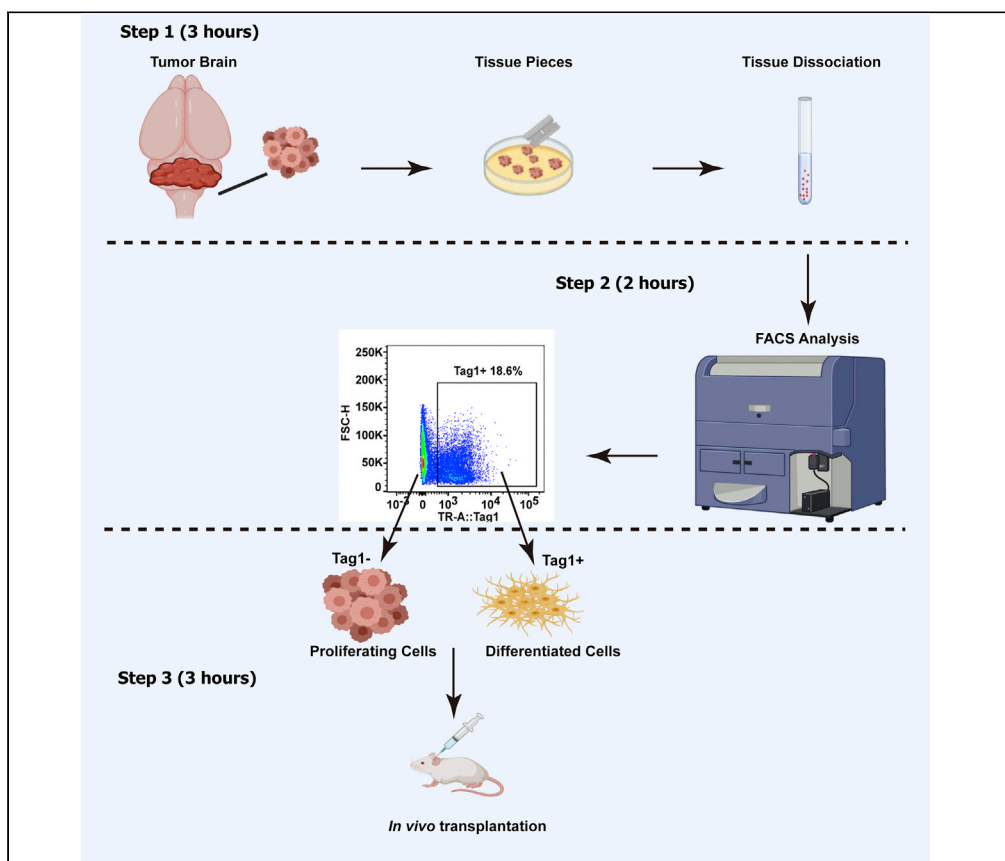 Step 1 (3 hours)
Tumor Brain
Tissue Pieces
Tissue Dissociation
Step 2 (2 hours)
FACS Analysis
250K
200K
150K
100K
50K
0
FSC-H
Tag1+ 18.6%
10-3 0 103 104 105
TR-A::Tag1
Tag1-
Tag1+
Proliferating Cells
Differentiated Cells
Step 3 (3 hours)
In vivo transplantation